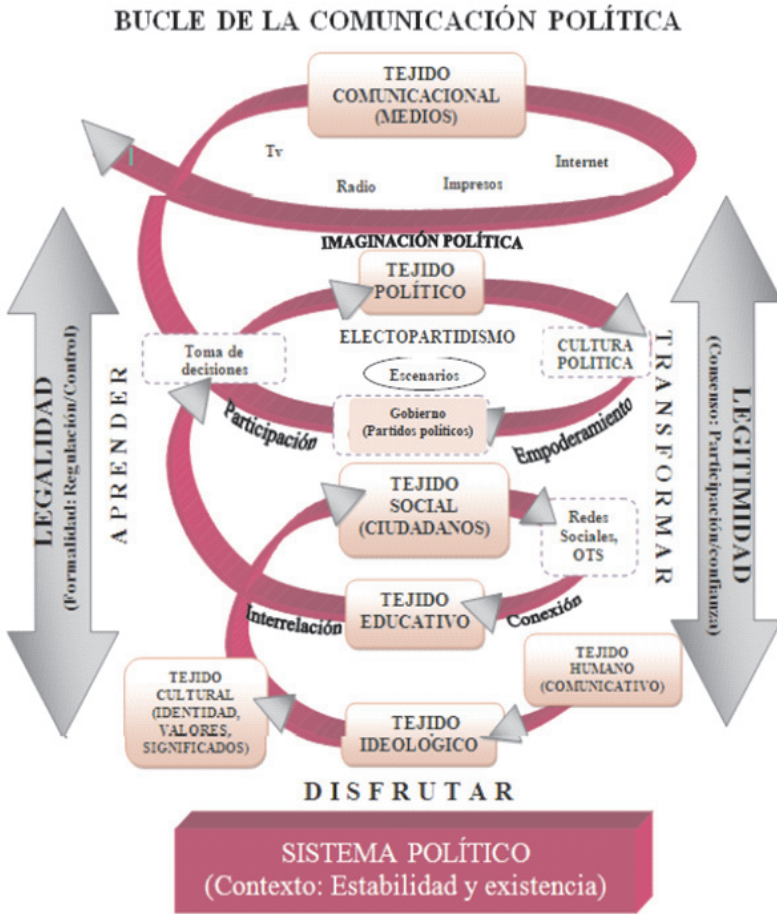 BUCLE DE LA COMUNICACIÓN POLÍTICA
TEJIDO
COMUNICACIONAL
(MEDIOS)
Tv
Radio
Impresos
Internet
IMAGINACIÓN POLÍTICA
TEJIDO
POLÍTICO
ELECTOPARTIDISMO
Toma de
decisiones
CULTURA
POLITICA
Escenarios
Gobierno
(Partidos políticos)
Participación
Empoderamiento
LEGALIDAD
(Formalidad: Regulación/Control)
APRENDER
TRANSFORMAR
LEGITIMIDAD
(Consenso: Participación/confianza)
TEJIDO
SOCIAL
(CIUDADANOS)
Redes
Sociales,
OTS
TEJIDO
EDUCATIVO
Interrelación
Conexión
TEJIDO
CULTURAL
(IDENTIDAD,
VALORES,
SIGNIFICADOS)
TEJIDO
HUMANO
(COMUNICATIVO)
TEJIDO
IDEOLÓGICO
DISFRUTAR
SISTEMA POLÍTICO
(Contexto: Estabilidad y existencia)